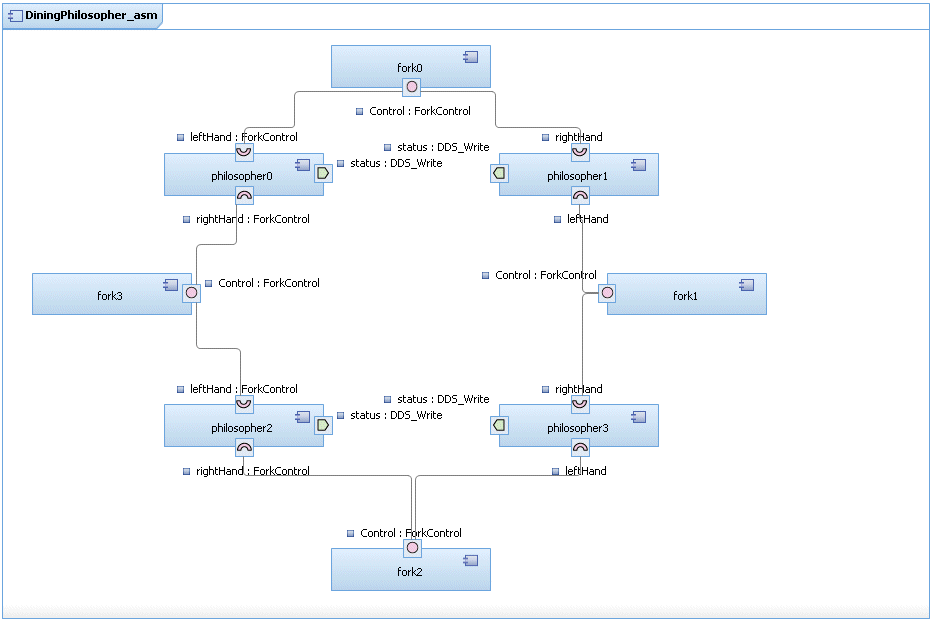 DiningPhilosopher_asm
fork0
Control : ForkControl
leftHand : ForkControl
rightHand
status : DDS_Write
status : DDS_Write
philosopher0
philosopher1
rightHand : ForkControl
leftHand
Control : ForkControl
Control : ForkControl
fork3
fork1
leftHand : ForkControl
rightHand
status : DDS_Write
status : DDS_Write
philosopher2
philosopher3
rightHand : ForkControl
leftHand
Control : ForkControl
fork2